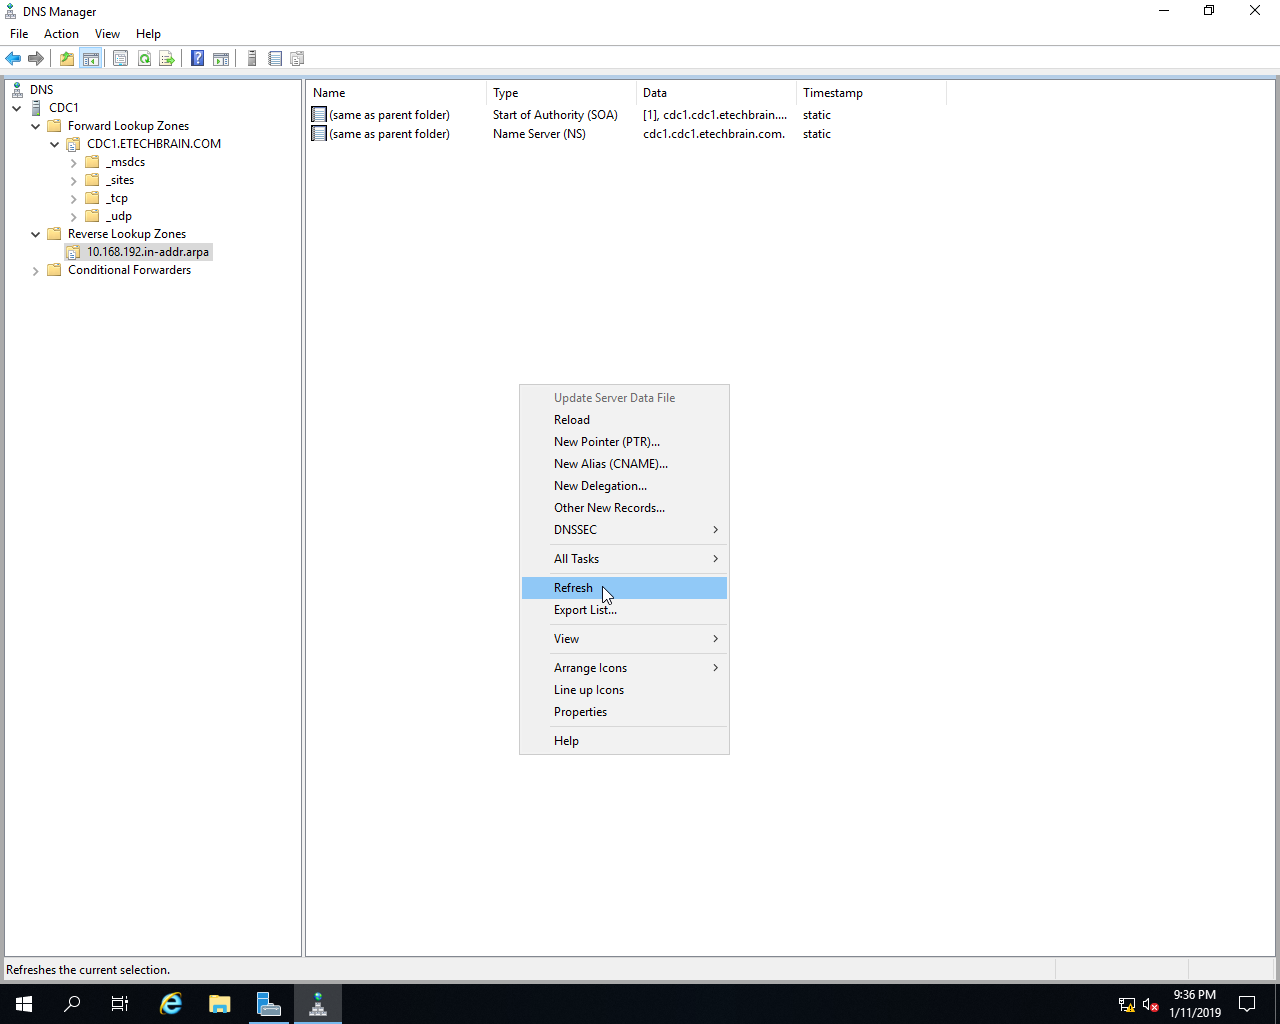 DNS Manager
File Action View Help
DNS
CDC1
Forward Lookup Zones
CDC1.ETECHBRAIN.COM
_msdcs
_sites
_tcp
_udp
Reverse Lookup Zones
10.168.192.in-addr.arpa
Conditional Forwarders
Name Type Data Timestamp
(same as parent folder) Start of Authority (SOA) [1], cdc1.cdc1.etechbrain.... static
(same as parent folder) Name Server (NS) cdc1.cdc1.etechbrain.com. static
Update Server Data File
Reload
New Pointer (PTR)...
New Alias (CNAME)...
New Delegation...
Other New Records...
DNSSEC
All Tasks
Refresh
Export List...
View
Arrange Icons
Line up Icons
Properties
Help
Refreshes the current selection.
9:36 PM
1/11/2019